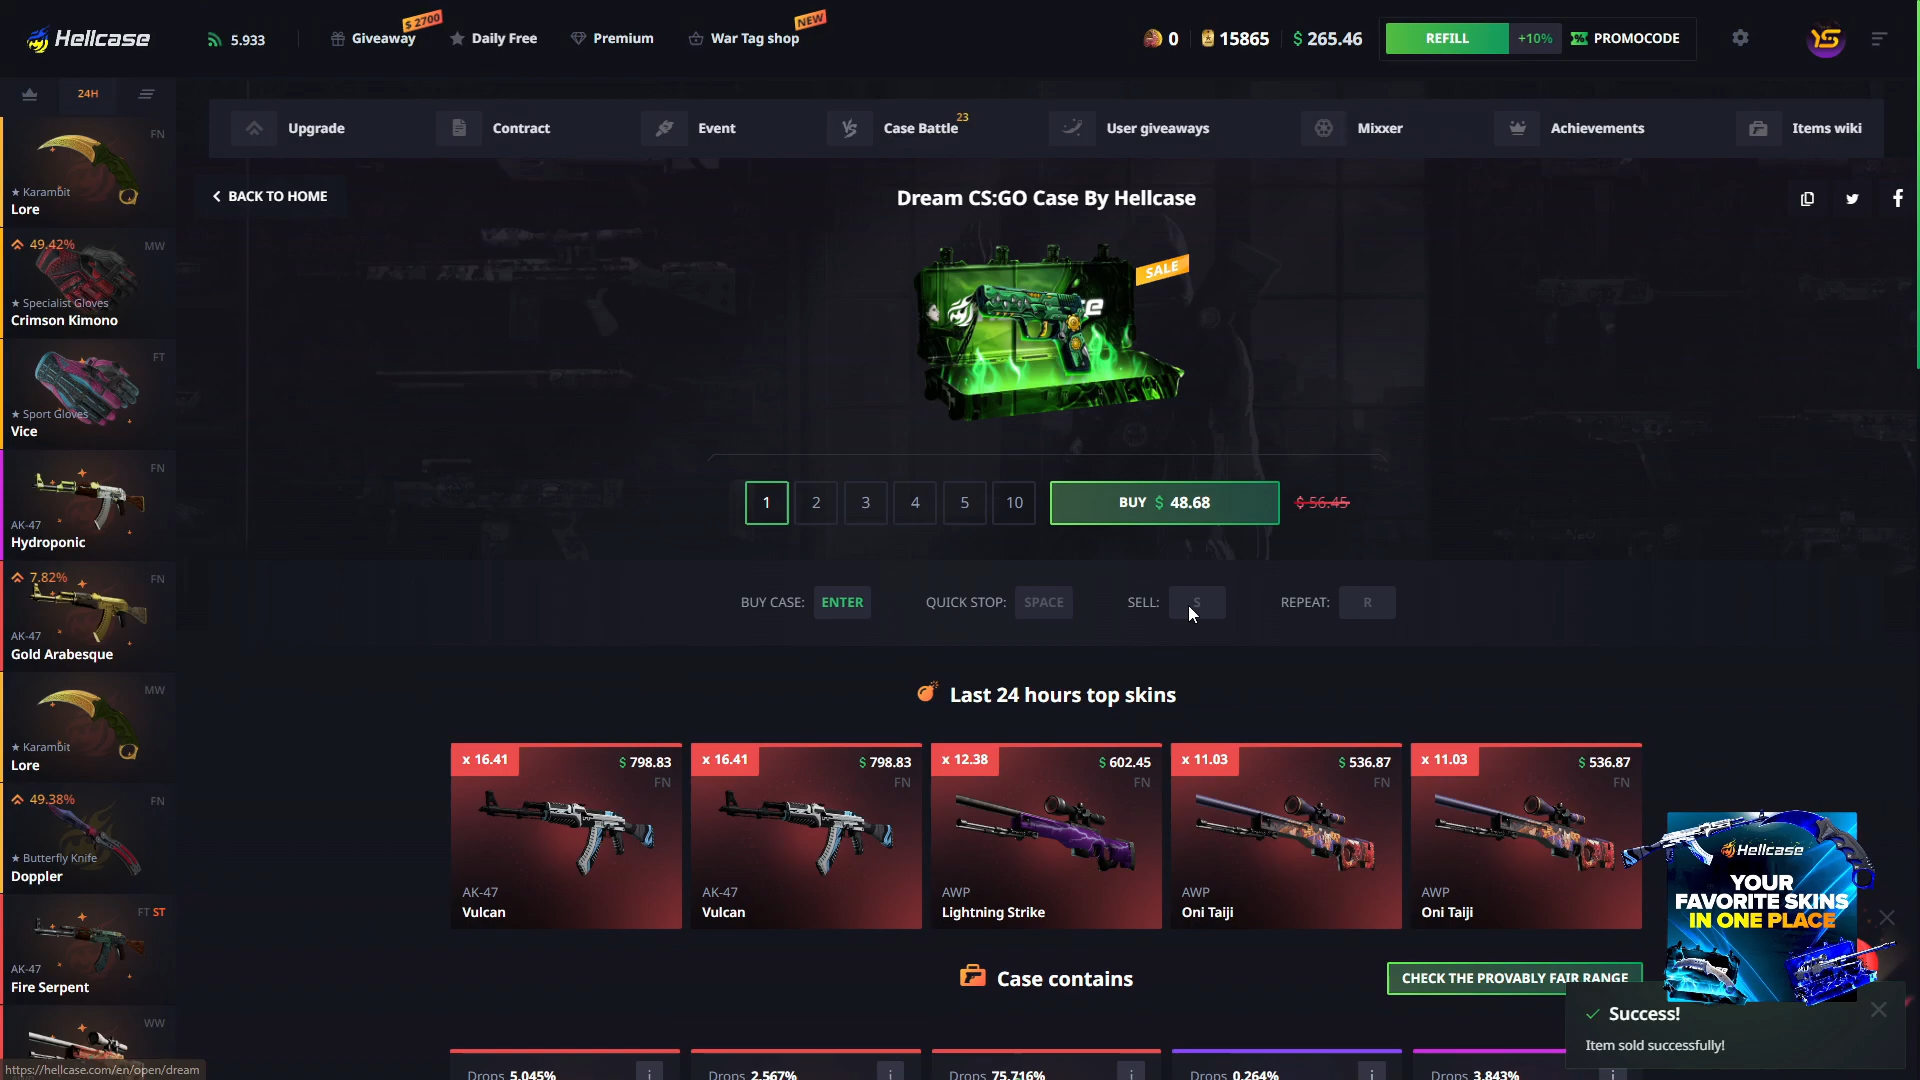 Hellcase
5.933
Giveaway
$ 2700
Daily Free
Premium
War Tag shop
NEW
0
15865
$ 265.46
REFILL
+10%
PROMOCODE
YS
24H
Upgrade
Contract
Event
Case Battle
23
User giveaways
Mixxer
Achievements
Items wiki
BACK TO HOME
Dream CS:GO Case By Hellcase
SALE
1
2
3
4
5
10
BUY $ 48.68
$ 56.45
BUY CASE:
ENTER
QUICK STOP:
SPACE
SELL:
S
REPEAT:
R
FN
★ Karambit
Lore
49.42%
MW
★ Specialist Gloves
Crimson Kimono
FT
★ Sport Gloves
Vice
FN
AK-47
Hydroponic
7.82%
FN
AK-47
Gold Arabesque
MW
★ Karambit
Lore
49.38%
FN
★ Butterfly Knife
Doppler
FT ST
AK-47
Fire Serpent
WW
Last 24 hours top skins
x 16.41
$ 798.83
FN
AK-47
Vulcan
x 16.41
$ 798.83
FN
AK-47
Vulcan
x 12.38
$ 602.45
FN
AWP
Lightning Strike
x 11.03
$ 536.87
FN
AWP
Oni Taiji
x 11.03
$ 536.87
FN
AWP
Oni Taiji
Case contains
CHECK THE PROVABLY FAIR RANGE
Drops 5.045%
i
Drops 2.567%
i
Drops 75.716%
i
Drops 0.264%
i
Drops 3.843%
i
Hellcase
YOUR
FAVORITE SKINS
IN ONE PLACE
Success!
Item sold successfully!
https://hellcase.com/en/open/dream